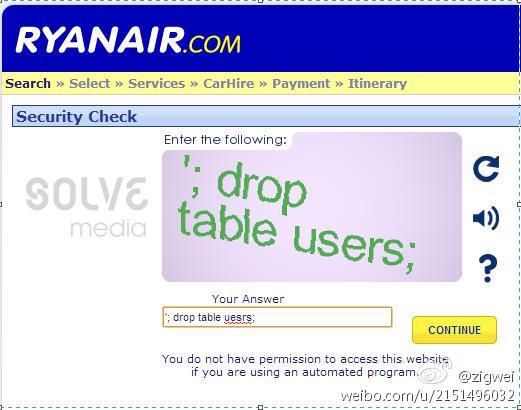 RYANAIR.COM
Search » Select » Services » CarHire » Payment » Itinerary
Security Check
Enter the following:
SOLVE
media
'; drop
table users;
?
Your Answer
'; drop table uesrs;
CONTINUE
You do not have permission to access this website
if you are using an automated program.
@zigwei
weibo.com/u/2151496032